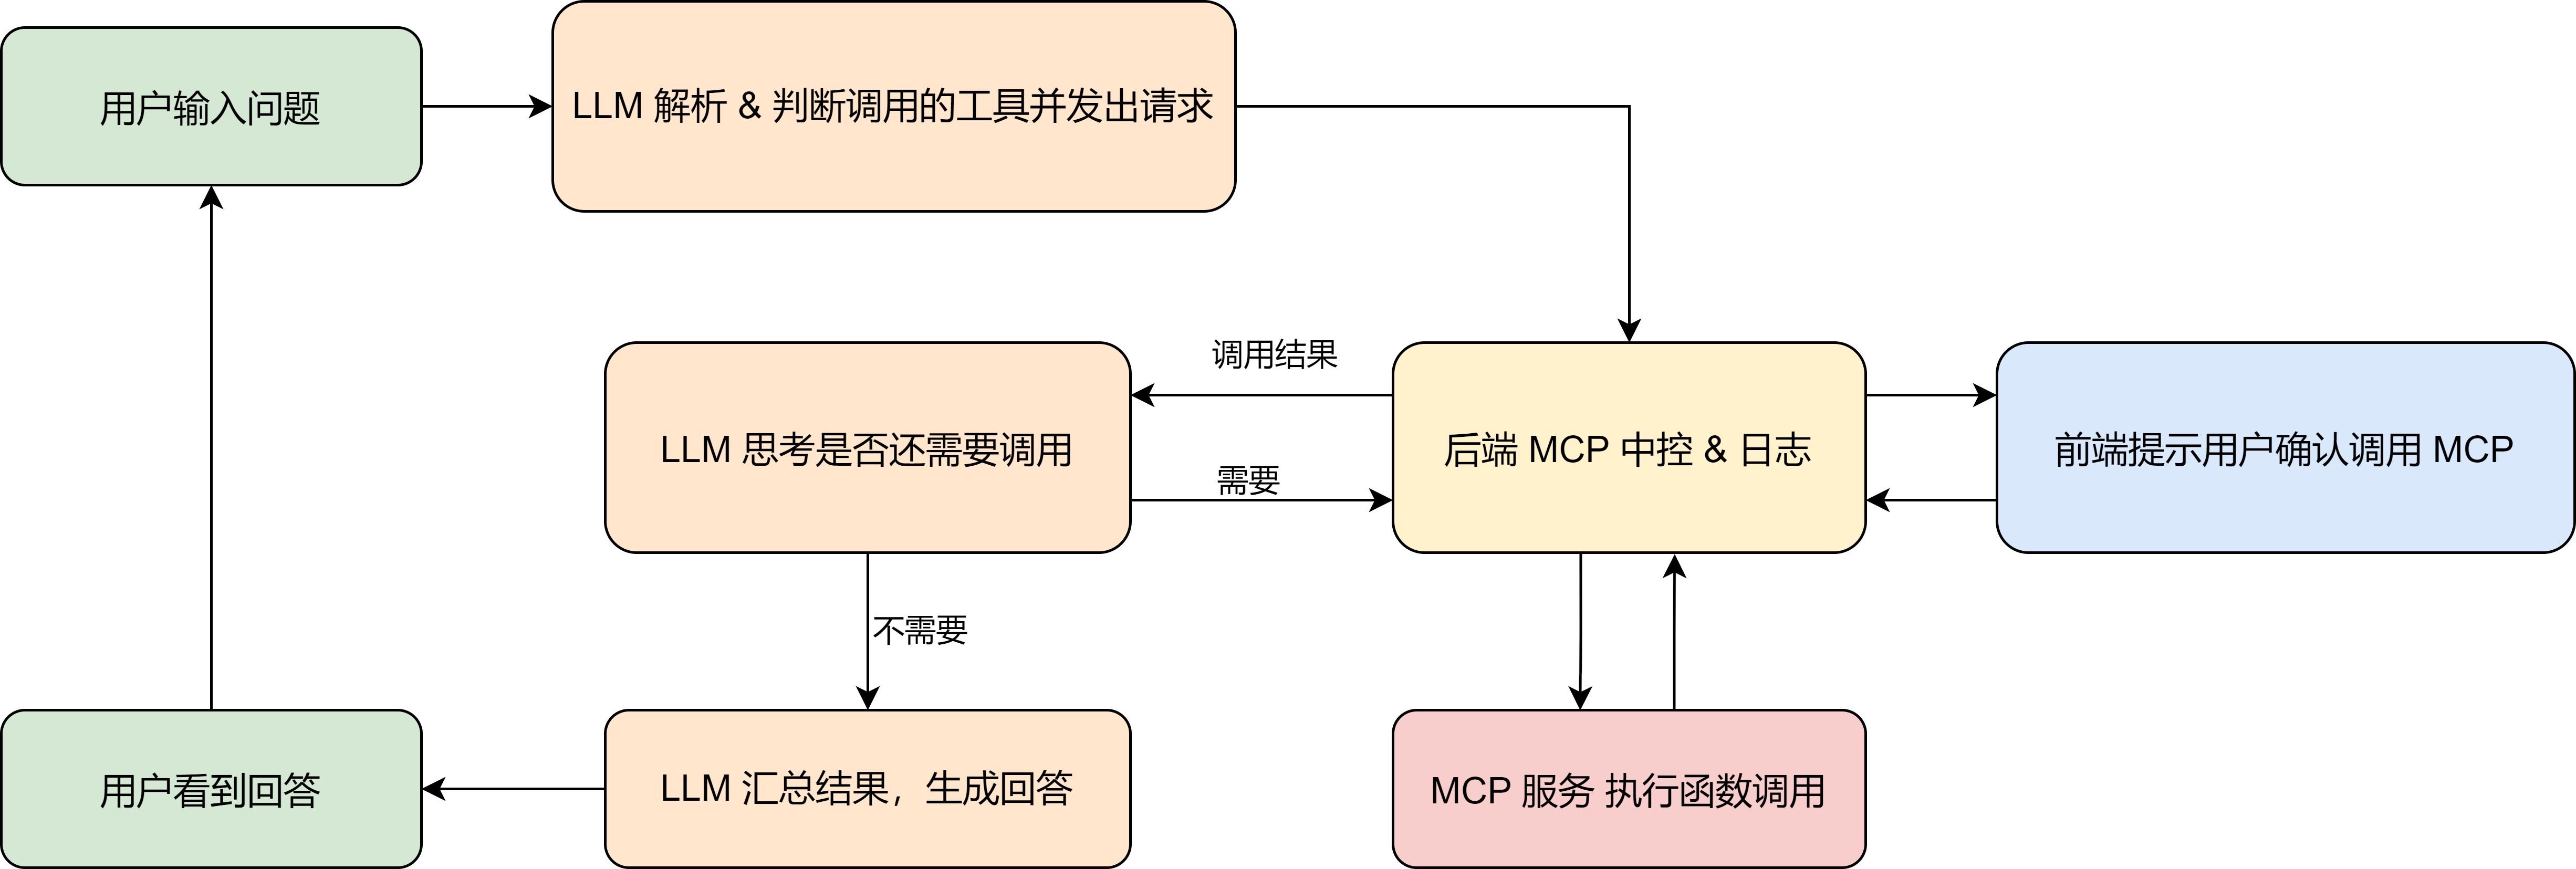 用户输入问题
LLM 解析 & 判断调用的工具并发出请求
调用结果
LLM 思考是否还需要调用
需要
后端 MCP 中控 & 日志
前端提示用户确认调用 MCP
不需要
用户看到回答
LLM 汇总结果，生成回答
MCP 服务 执行函数调用